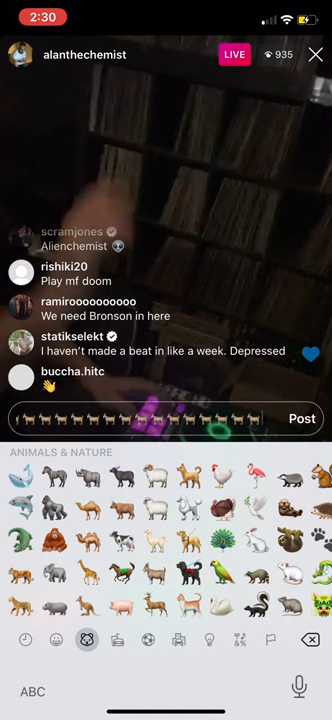 2:30
alanthechemist
LIVE
935
scramjones
Alienchemist 👽
rishiki20
Play mf doom
ramirooooooooo
We need Bronson in here
statikselekt
I haven't made a beat in like a week. Depressed
buccha.hitc
👋
Post
ANIMALS & NATURE
ABC